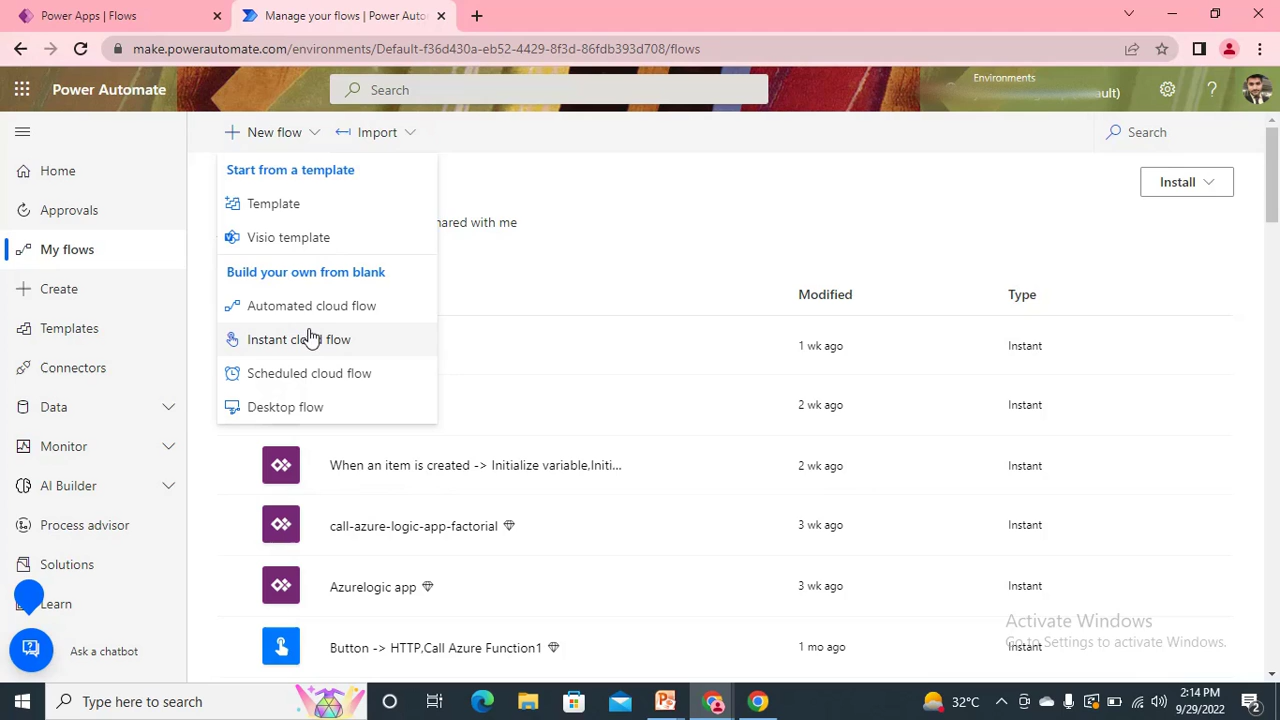 Power Apps | Flows
Manage your flows | Power Auto
make.powerautomate.com/environments/Default-f36d430a-eb52-4429-8f3d-86fdb393d708/flows
Power Automate
Search
Environments
ult)
New flow
Import
Search
Home
Approvals
My flows
Create
Templates
Connectors
Data
Monitor
AI Builder
Process advisor
Solutions
Learn
Ask a chatbot
Start from a template
Template
Visio template
Build your own from blank
Automated cloud flow
Instant cloud flow
Scheduled cloud flow
Desktop flow
Install
hared with me
Modified
Type
1 wk ago
Instant
2 wk ago
Instant
When an item is created -> Initialize variable,Initi...
2 wk ago
Instant
call-azure-logic-app-factorial
3 wk ago
Instant
Azurelogic app
3 wk ago
Instant
Button -> HTTP,Call Azure Function1
1 mo ago
Instant
Activate Windows
Go to Settings to activate Windows.
Type here to search
32°C
2:14 PM
9/29/2022
2